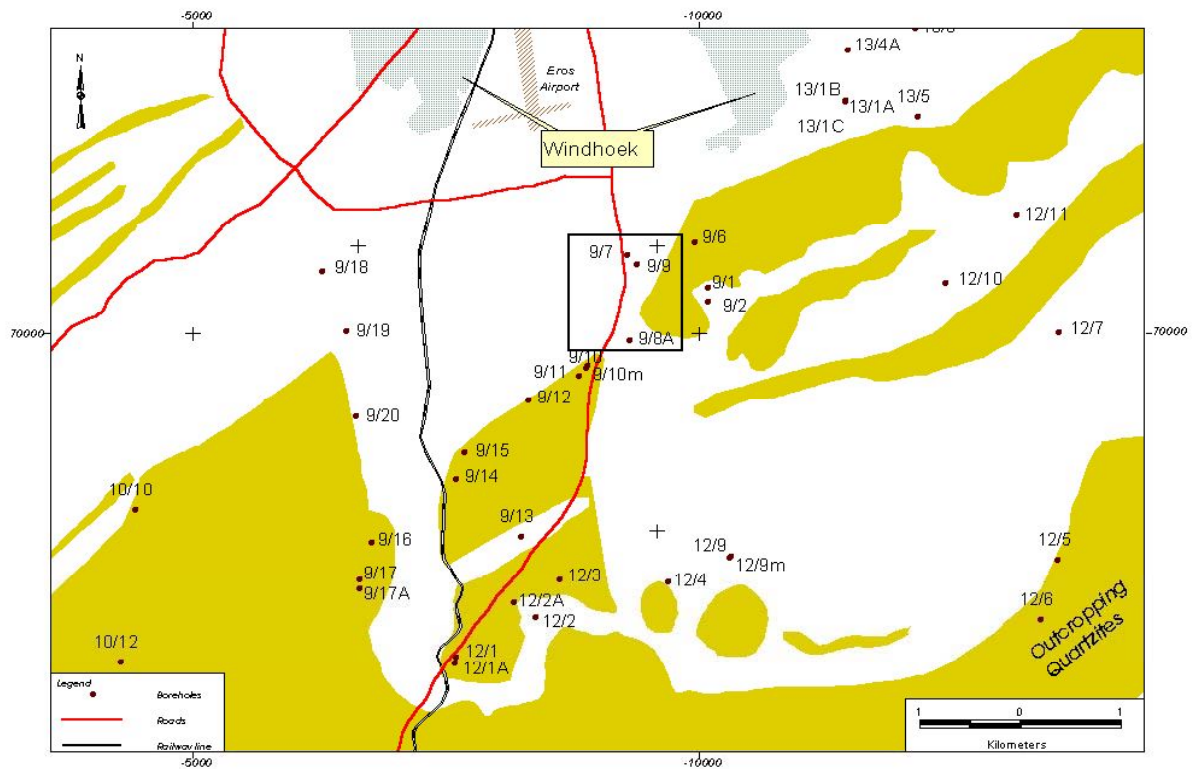 -5000
-10000
N
Eros
Airport
Windhoek
13/4A
13/1B
13/1A
13/5
13/1C
12/11
9/6
9/7
9/9
9/18
9/1
12/10
9/2
70000
9/19
9/8A
12/7
70000
9/10
9/11
9/10m
9/12
9/20
9/15
9/14
10/10
9/13
9/16
12/9
12/5
12/9m
9/17
12/3
12/4
9/17A
12/2A
12/2
12/6
Outcropping
Quartzites
10/12
12/1
12/1A
Legend
Boreholes
Roads
Railway line
1 0 1
Kilometers
-5000
-10000